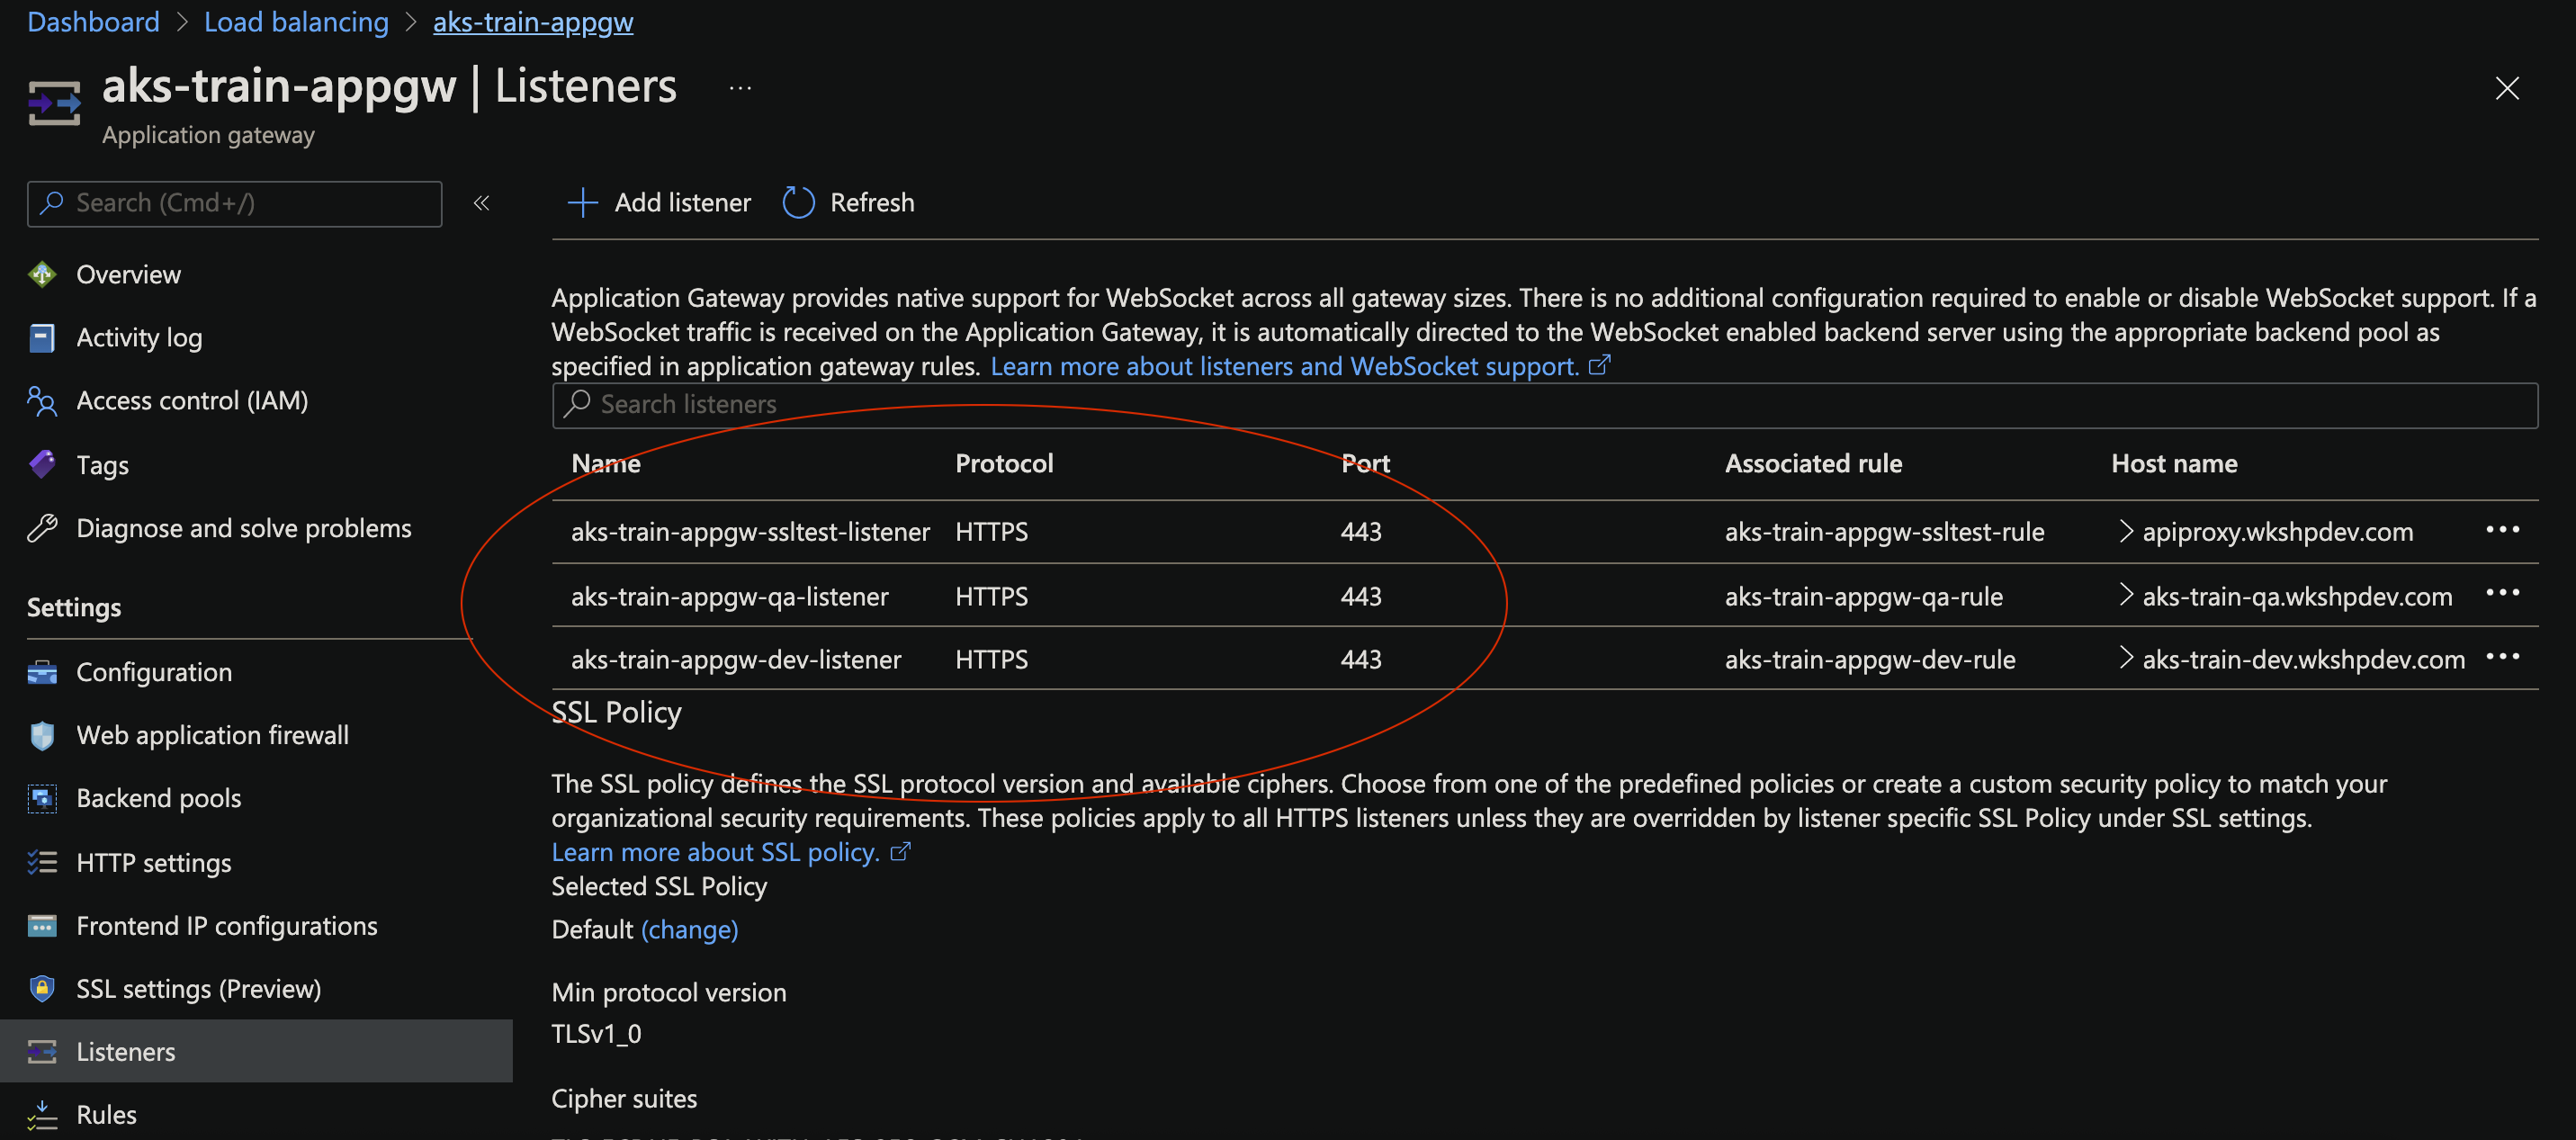 Dashboard > Load balancing > aks-train-appgw
aks-train-appgw | Listeners ...
Application gateway
Search (Cmd+/)
«
Add listener
Refresh
Overview
Activity log
Access control (IAM)
Tags
Diagnose and solve problems
Settings
Configuration
Web application firewall
Backend pools
HTTP settings
Frontend IP configurations
SSL settings (Preview)
Listeners
Rules
Application Gateway provides native support for WebSocket across all gateway sizes. There is no additional configuration required to enable or disable WebSocket support. If a
WebSocket traffic is received on the Application Gateway, it is automatically directed to the WebSocket enabled backend server using the appropriate backend pool as
specified in application gateway rules. Learn more about listeners and WebSocket support.
Search listeners
Name Protocol Port Associated rule Host name
aks-train-appgw-ssltest-listener HTTPS 443 aks-train-appgw-ssltest-rule > apiproxy.wkshpdev.com ...
aks-train-appgw-qa-listener HTTPS 443 aks-train-appgw-qa-rule > aks-train-qa.wkshpdev.com ...
aks-train-appgw-dev-listener HTTPS 443 aks-train-appgw-dev-rule > aks-train-dev.wkshpdev.com ...
SSL Policy
The SSL policy defines the SSL protocol version and available ciphers. Choose from one of the predefined policies or create a custom security policy to match your
organizational security requirements. These policies apply to all HTTPS listeners unless they are overridden by listener specific SSL Policy under SSL settings.
Learn more about SSL policy.
Selected SSL Policy
Default (change)
Min protocol version
TLSv1_0
Cipher suites